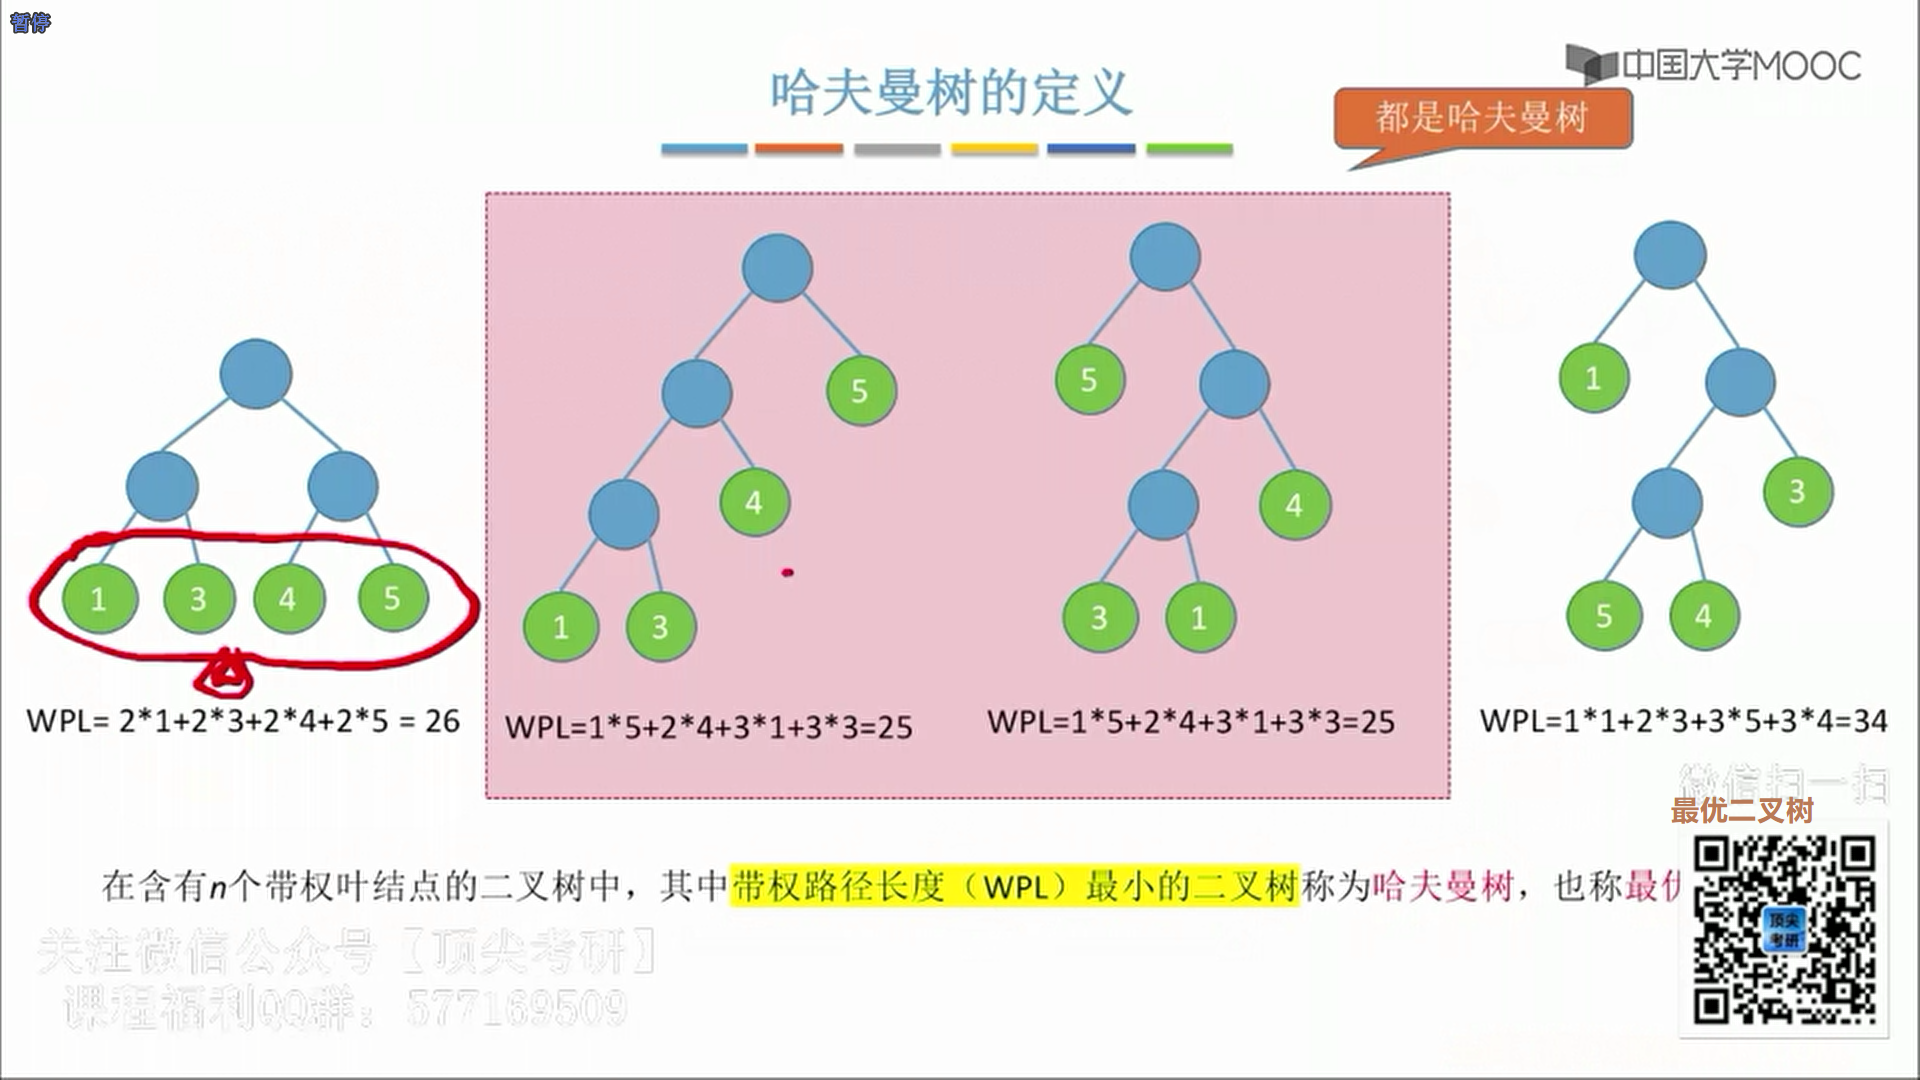 暂停
中国大学MOOC
哈夫曼树的定义
都是哈夫曼树
1 3 4 5
WPL= 2*1+2*3+2*4+2*5 = 26
5
4
1 3
WPL=1*5+2*4+3*1+3*3=25
5
4
3 1
WPL=1*5+2*4+3*1+3*3=25
1
3
5 4
WPL=1*1+2*3+3*5+3*4=34
微信扫一扫
最优二叉树
在含有n个带权叶结点的二叉树中，其中带权路径长度（WPL）最小的二叉树称为哈夫曼树，也称最优
顶尖
考研
关注微信公众号【顶尖考研】
课程福利QQ群：577169509